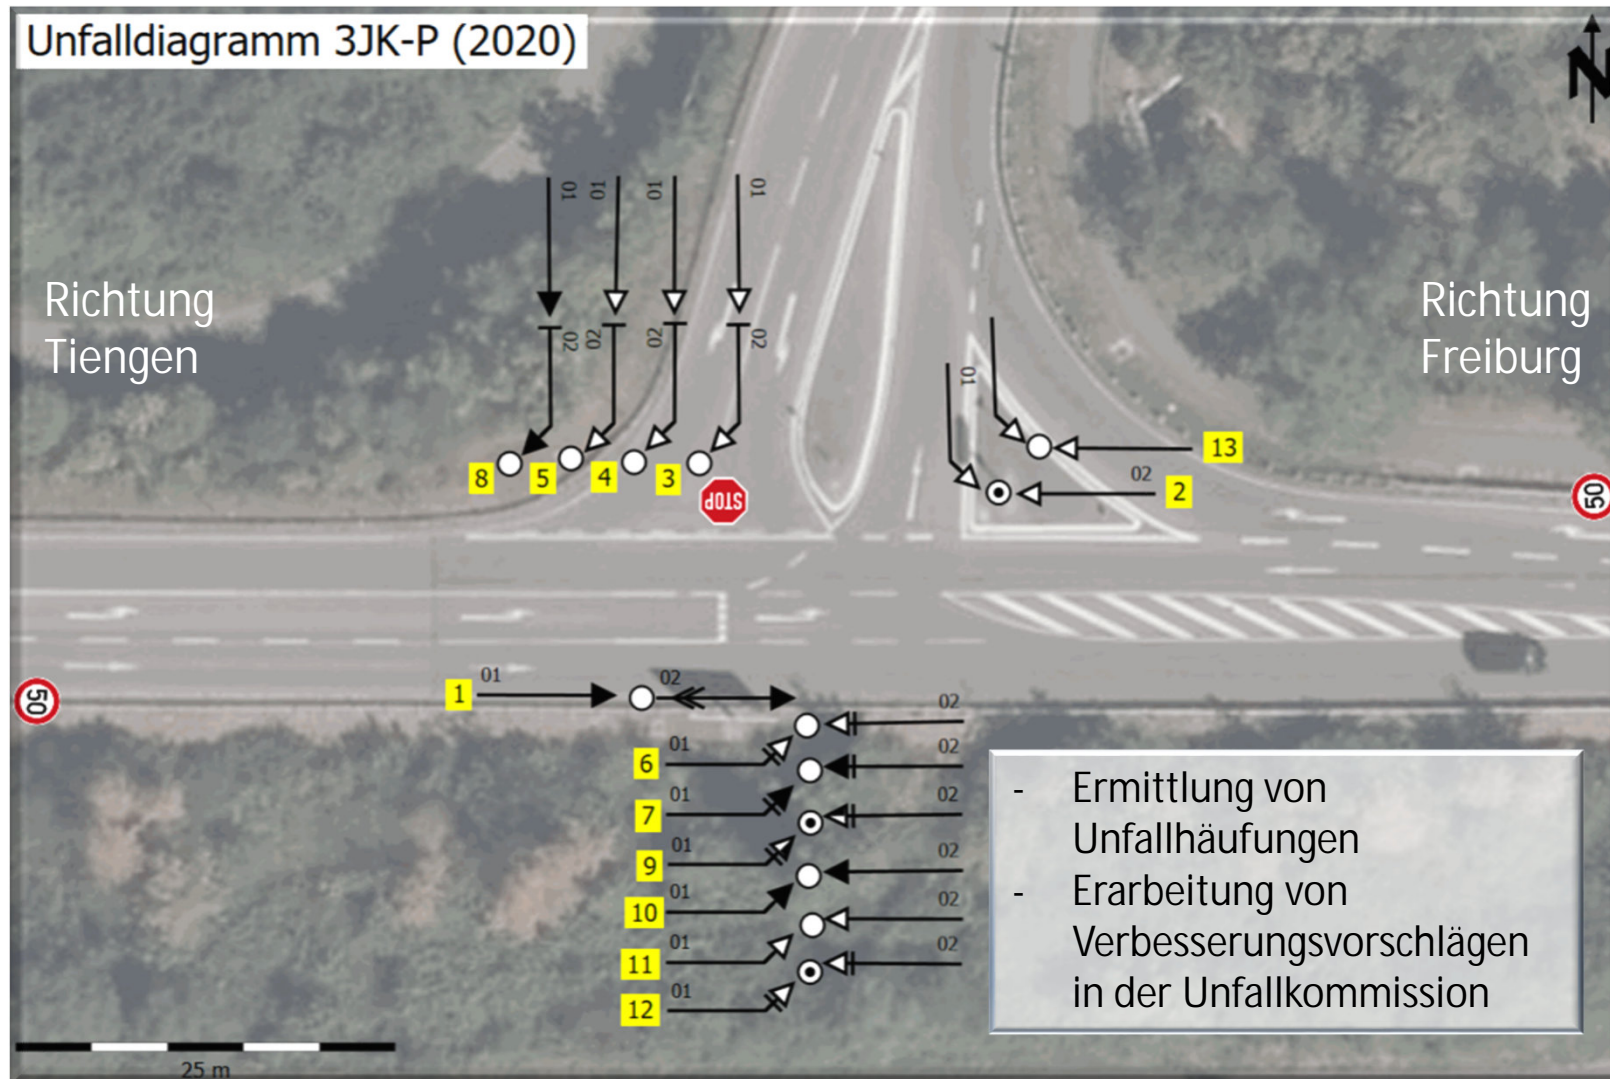 Unfalldiagramm 3JK-P (2020)
N
01 01 01 01
Richtung
Tiengen
Richtung
Freiburg
02 02 02 02
01
13
8 5 4 3
02
2
STOP
50
50
1 01 02
02
6 01
02
7 01
02
9 01
02
10 01
02
11 01
02
12 01
- Ermittlung von
Unfallhäufungen
- Erarbeitung von
Verbesserungsvorschlägen
in der Unfallkommission
25 m